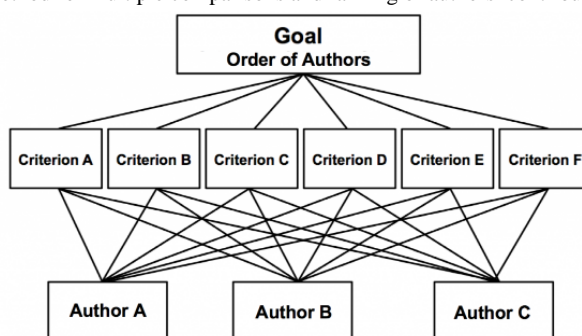 Goal
Order of Authors
Criterion A
Criterion B
Criterion C
Criterion D
Criterion E
Criterion F
Author A
Author B
Author C